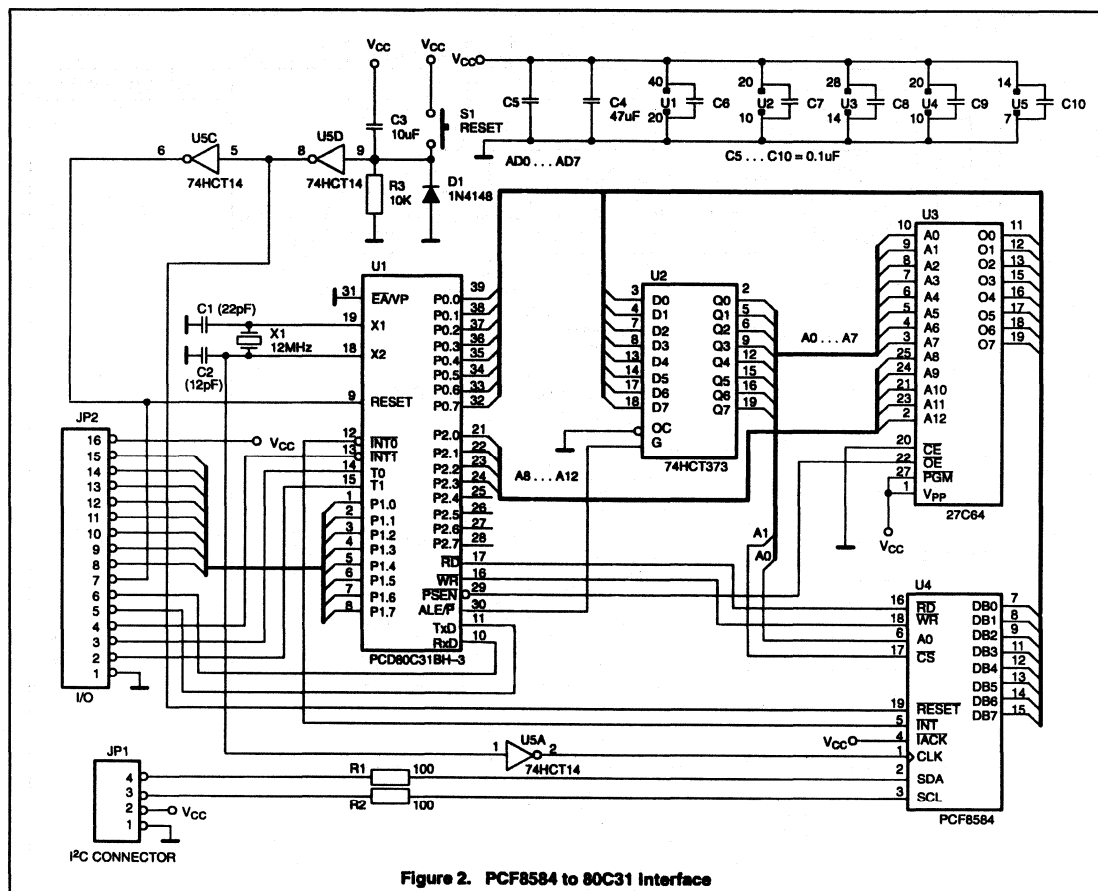 VCC
VCC
VCC
C3
10uF
S1
RESET
C5
C4
47uF
40
U1
20
C6
20
U2
10
C7
28
U3
14
C8
20
U4
10
C9
14
U5
7
C10
C5 ... C10 = 0.1uF
6
U5C
5
74HCT14
8
U5D
9
74HCT14
R3
10K
D1
1N4148
AD0 ... AD7
U1
31
EA/VP
C1 (22pF)
19
X1
X1
12MHz
18
X2
C2
(12pF)
9
RESET
12
INT0
13
INT1
14
T0
15
T1
1
P1.0
2
P1.1
3
P1.2
4
P1.3
5
P1.4
6
P1.5
7
P1.6
8
P1.7
P0.0
39
P0.1
38
P0.2
37
P0.3
36
P0.4
35
P0.5
34
P0.6
33
P0.7
32
P2.0
21
P2.1
22
P2.2
23
P2.3
24
P2.4
25
P2.5
26
P2.6
27
P2.7
28
RD
17
WR
16
PSEN
29
ALE/P
30
TxD
11
RxD
10
PCD80C31BH–3
U2
3
D0
Q0
2
4
D1
Q1
5
7
D2
Q2
6
8
D3
Q3
9
13
D4
Q4
12
14
D5
Q5
15
17
D6
Q6
16
18
D7
Q7
19
OC
G
74HCT373
A0 ... A7
A8 ... A12
A1
A0
U3
10
A0
O0
11
9
A1
O1
12
8
A2
O2
13
7
A3
O3
15
6
A4
O4
16
5
A5
O5
17
4
A6
O6
18
3
A7
O7
19
25
A8
24
A9
21
A10
23
A11
2
A12
20
CE
22
OE
27
PGM
1
VPP
27C64
VCC
JP2
16
VCC
15
14
13
12
11
10
9
8
7
6
5
4
3
2
1
I/O
U4
16
RD
18
WR
6
A0
17
CS
19
RESET
5
INT
VCC
4
IACK
1
CLK
2
SDA
3
SCL
DB0
7
DB1
8
DB2
9
DB3
11
DB4
12
DB5
13
DB6
14
DB7
15
PCF8584
1
U5A
2
74HCT14
JP1
4
3
2
VCC
1
I²C CONNECTOR
R1
100
R2
100
Figure 2. PCF8584 to 80C31 Interface